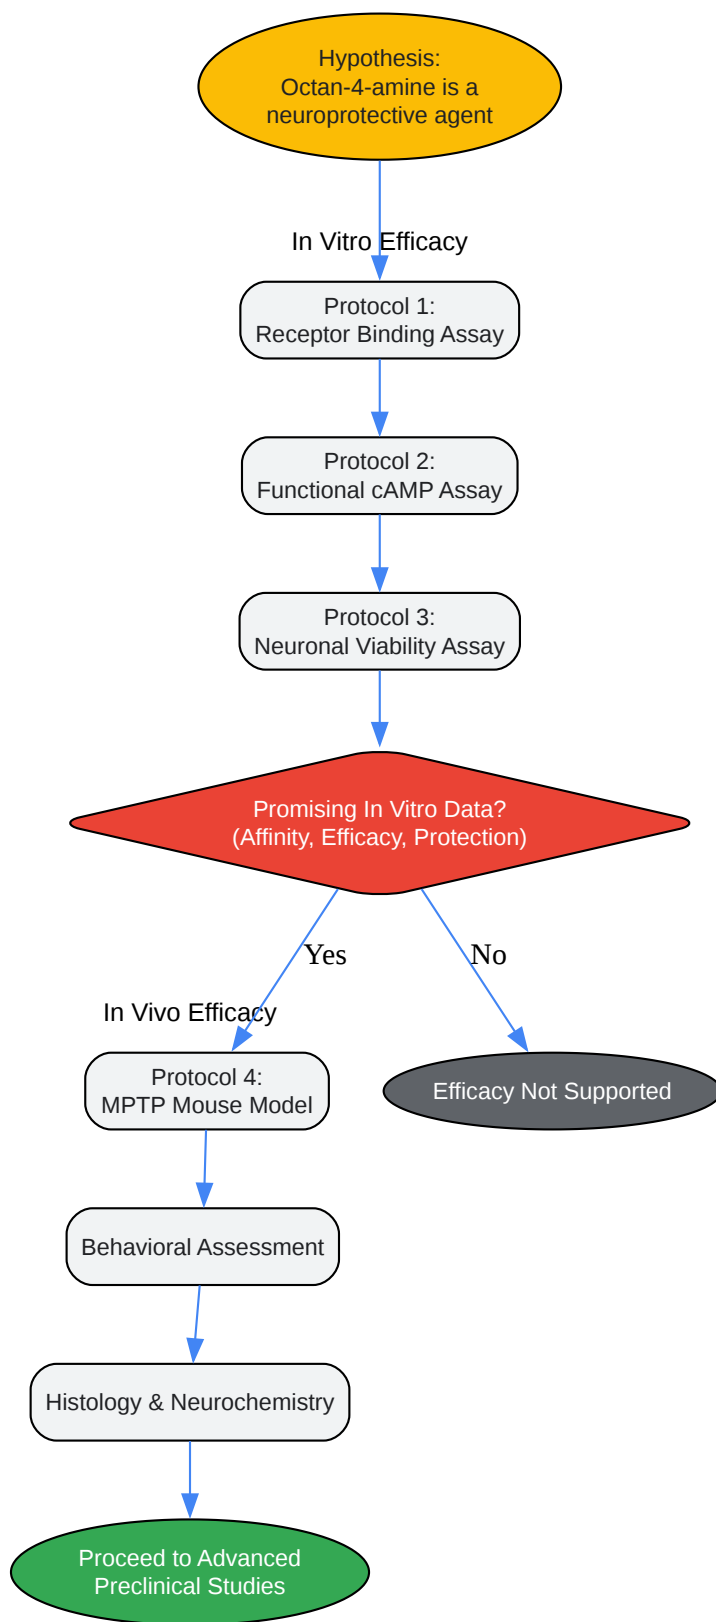 Hypothesis:
Octan-4-amine is a
neuroprotective agent
In Vitro Efficacy
Protocol 1:
Receptor Binding Assay
Protocol 2:
Functional cAMP Assay
Protocol 3:
Neuronal Viability Assay
Promising In Vitro Data?
(Affinity, Efficacy, Protection)
Yes
No
In Vivo Efficacy
Protocol 4:
MPTP Mouse Model
Efficacy Not Supported
Behavioral Assessment
Histology & Neurochemistry
Proceed to Advanced
Preclinical Studies